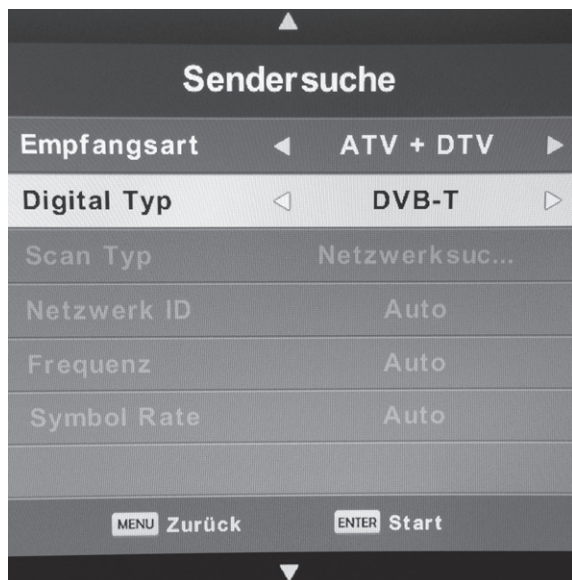 Sendersuche
Empfangsart ATV + DTV
Digital Typ DVB-T
Scan Typ Netzwerksuc...
Netzwerk ID Auto
Frequenz Auto
Symbol Rate Auto
MENU Zurück ENTER Start